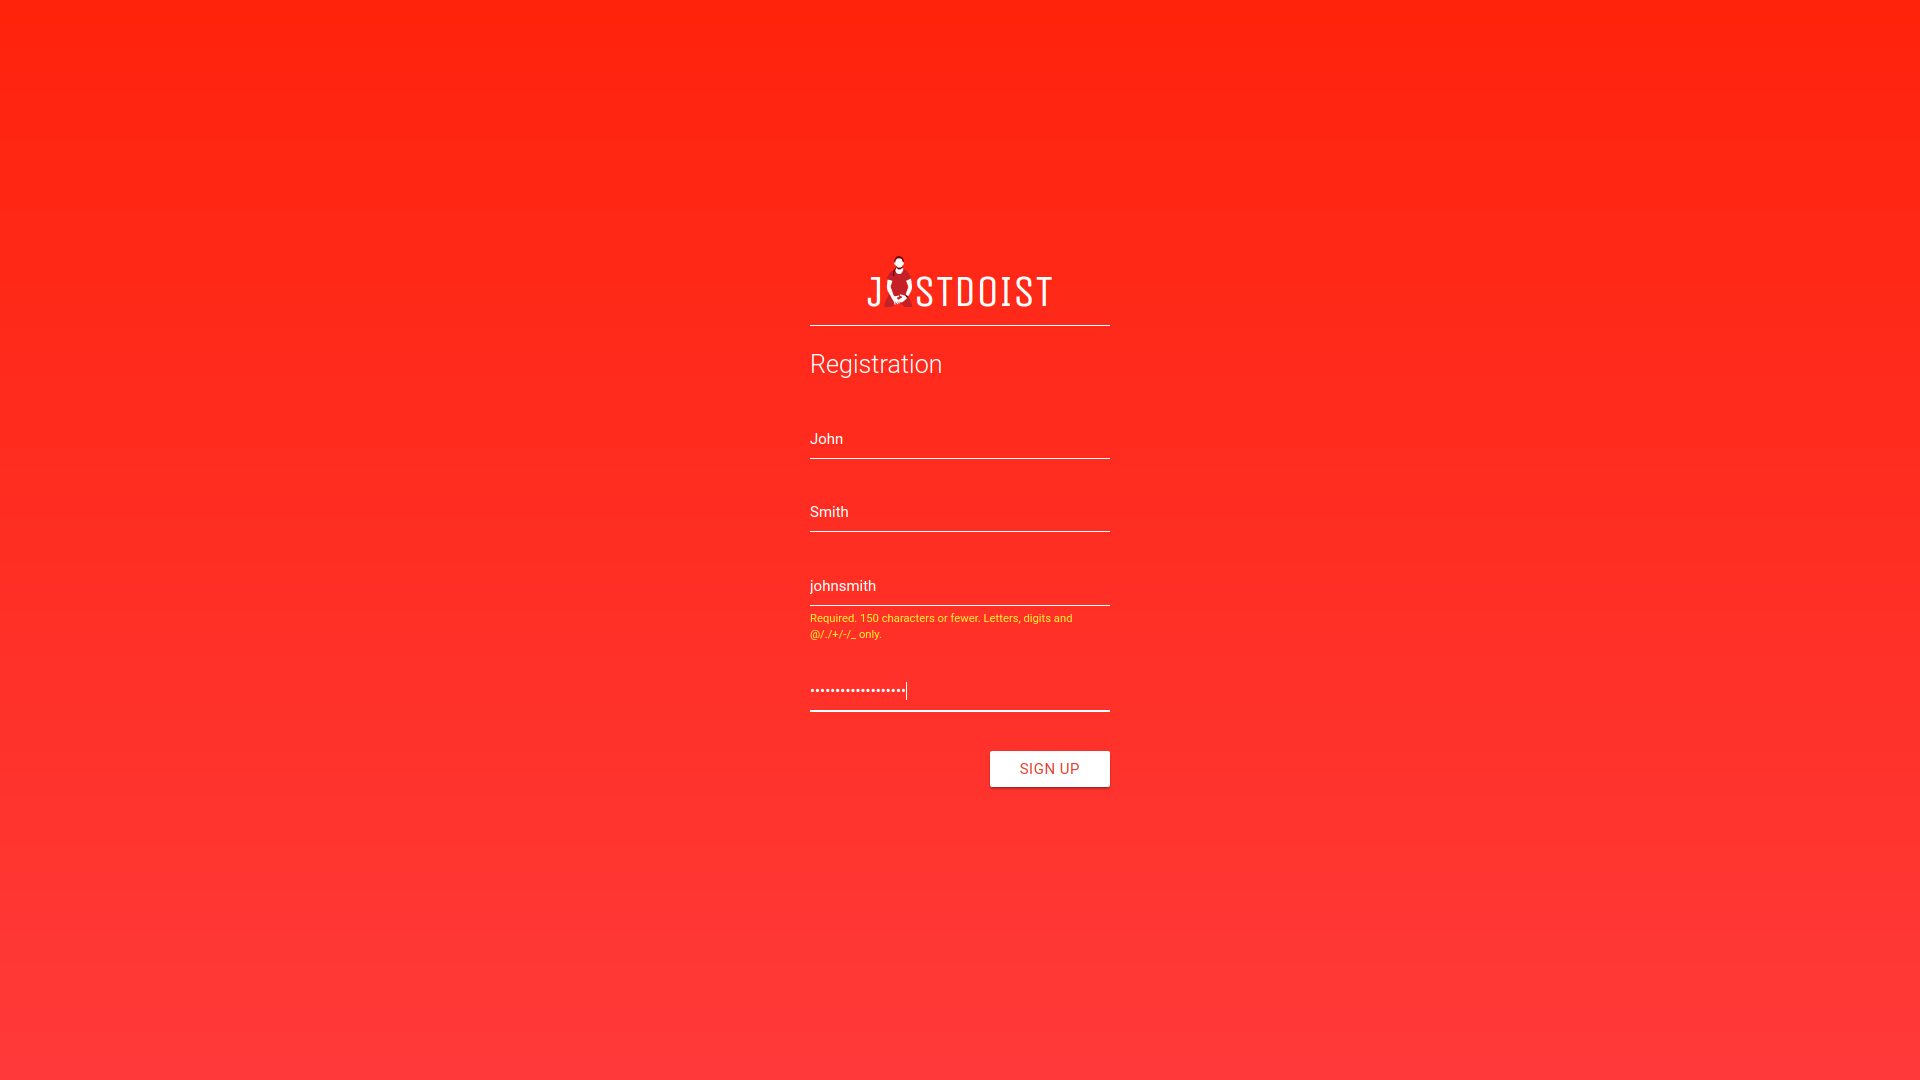 JUSTDOIST
Registration
John
Smith
johnsmith
Required. 150 characters or fewer. Letters, digits and
@/./+/-/_ only.
•••••••••••••••••••
SIGN UP